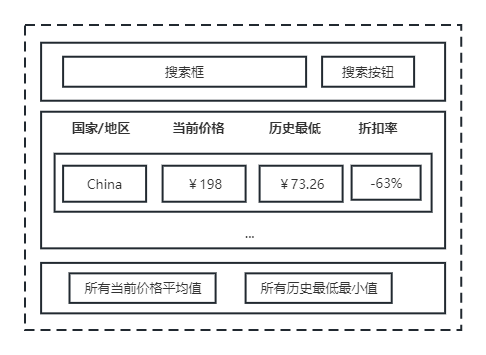 搜索框 搜索按钮
国家/地区 当前价格 历史最低 折扣率
China ￥198 ￥73.26 -63%
...
所有当前价格平均值 所有历史最低最小值